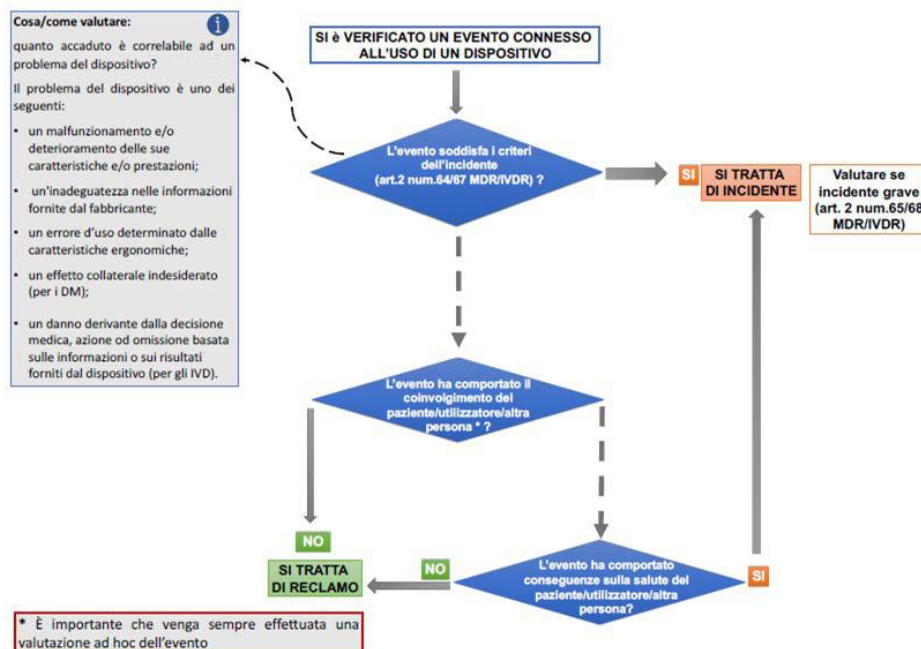 Cosa/come valutare:
quanto accaduto è correlabile ad un
problema del dispositivo?
Il problema del dispositivo è uno dei
seguenti:
• un malfunzionamento e/o
deterioramento delle sue
caratteristiche e/o prestazioni;
• un'inadeguatezza nelle informazioni
fornite dal fabbricante;
• un errore d'uso determinato dalle
caratteristiche ergonomiche;
• un effetto collaterale indesiderato
(per i DM);
• un danno derivante dalla decisione
medica, azione od omissione basata
sulle informazioni o sui risultati
forniti dal dispositivo (per gli IVD).
i
SI è VERIFICATO UN EVENTO CONNESSO
ALL'USO DI UN DISPOSITIVO
L'evento soddisfa i criteri
dell'incidente
(art.2 num.64/67 MDR/IVDR) ?
SI
SI TRATTA
DI INCIDENTE
Valutare se
incidente grave
(art. 2 num.65/68
MDR/IVDR)
L'evento ha comportato il
coinvolgimento del
paziente/utilizzatore/altra
persona * ?
NO
SI TRATTA
DI RECLAMO
NO
L'evento ha comportato
conseguenze sulla salute del
paziente/utilizzatore/altra
persona?
SI
* È importante che venga sempre effettuata una
valutazione ad hoc dell'evento